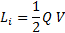 Lᵢ = 1/2 Q V